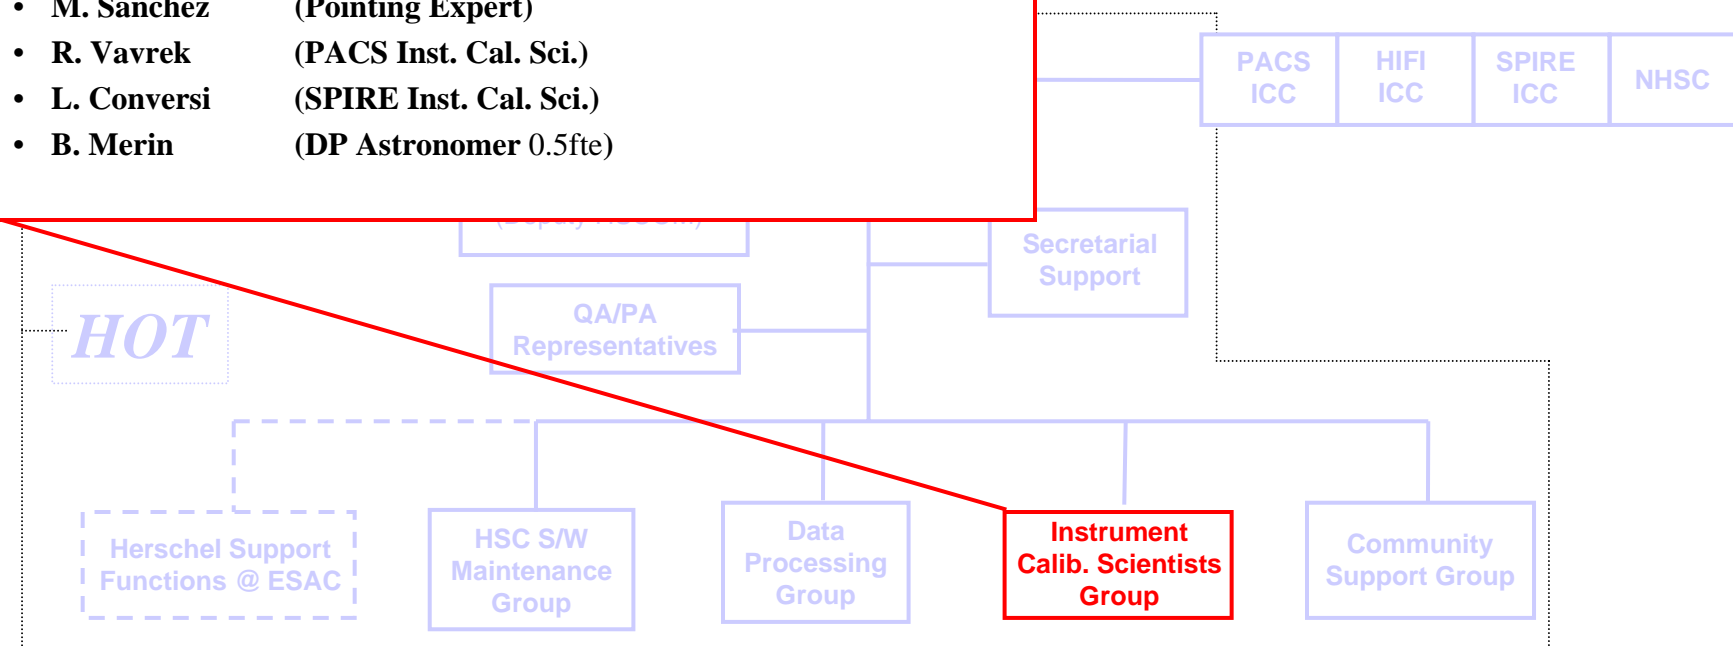 • M. Sanchez (Pointing Expert)
• R. Vavrek (PACS Inst. Cal. Sci.)
• L. Conversi (SPIRE Inst. Cal. Sci.)
• B. Merin (DP Astronomer 0.5fte)
PACS
ICC
HIFI
ICC
SPIRE
ICC
NHSC
Secretarial
Support
HOT
QA/PA
Representatives
Herschel Support
Functions @ ESAC
HSC S/W
Maintenance
Group
Data
Processing
Group
Instrument
Calib. Scientists
Group
Community
Support Group